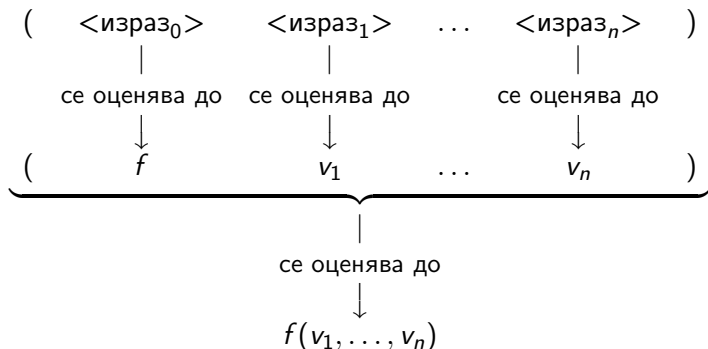 ( <израз₀> <израз₁> ... <изразₙ> )
се оценява до се оценява до се оценява до
( f v₁ ... vₙ )
се оценява до
f(v₁, ..., vₙ)